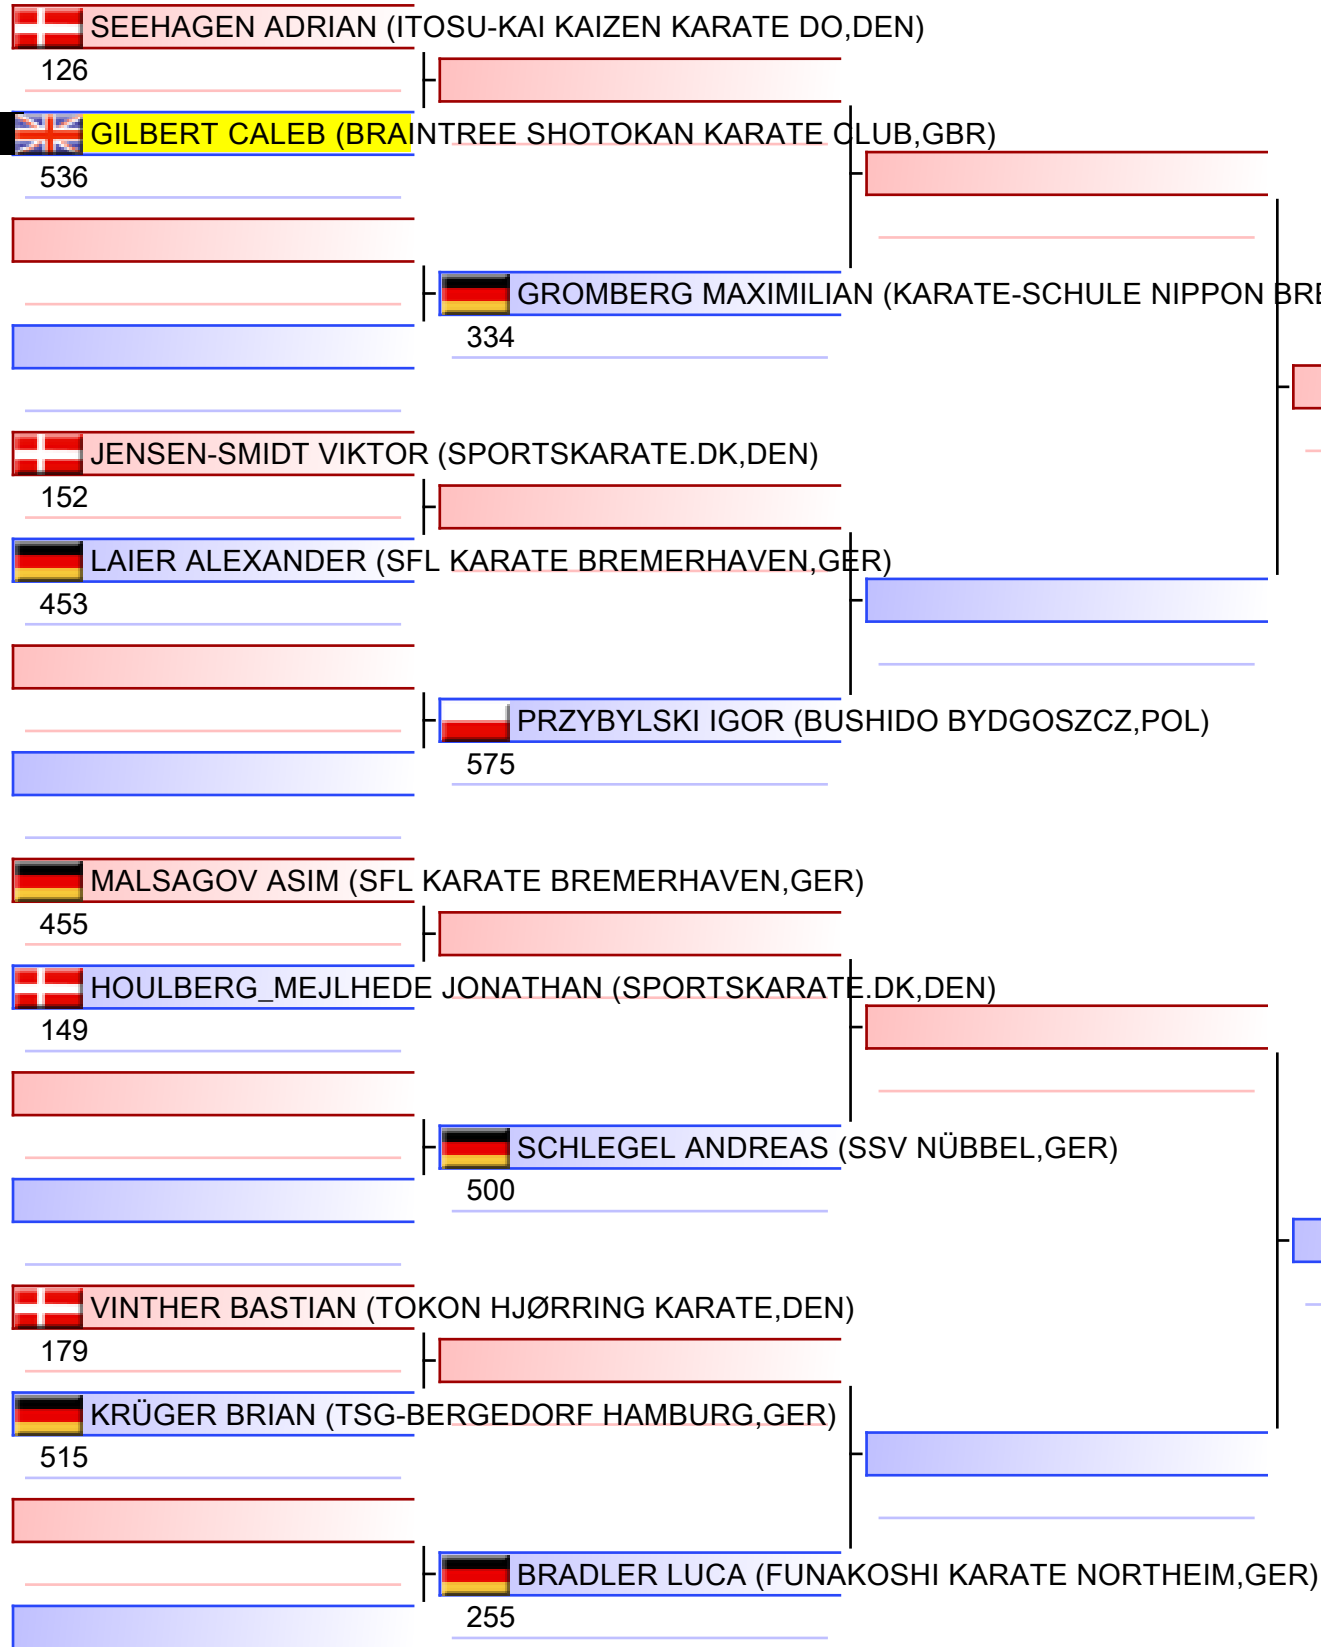 SEEHAGEN ADRIAN (ITOSU-KAI KAIZEN KARATE DO,DEN)
126
GILBERT CALEB (BRAINTREE SHOTOKAN KARATE CLUB,GBR)
536
GROMBERG MAXIMILIAN (KARATE-SCHULE NIPPON
334
JENSEN-SMIDT VIKTOR (SPORTSKARATE.DK,DEN)
152
LAIER ALEXANDER (SFL KARATE BREMERHAVEN,GER)
453
PRZYBYLSKI IGOR (BUSHIDO BYDGOSZCZ,POL)
575
MALSAGOV ASIM (SFL KARATE BREMERHAVEN,GER)
455
HOULBERG_MEJLHEDE JONATHAN (SPORTSKARATE.DK,DEN)
149
SCHLEGEL ANDREAS (SSV NÜBBEL,GER)
500
VINTHER BASTIAN (TOKON HJØRRING KARATE,DEN)
179
KRÜGER BRIAN (TSG-BERGEDORF HAMBURG,GER)
515
BRADLER LUCA (FUNAKOSHI KARATE NORTHEIM,GER)
255